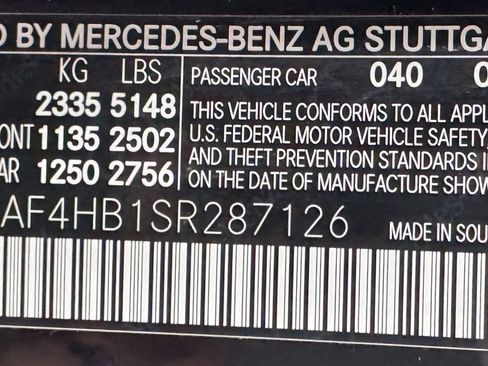 BY MERCEDES-BENZ AG STUTTGA
KG LBS
PASSENGER CAR 040
2335 5148
THIS VEHICLE CONFORMS TO ALL APPL
ONT 1135 2502
U.S. FEDERAL MOTOR VEHICLE SAFETY,
AR 1250 2756
AND THEFT PREVENTION STANDARDS I
ON THE DATE OF MANUFACTURE SHOW
AF4HB1SR287126
MADE IN SOU